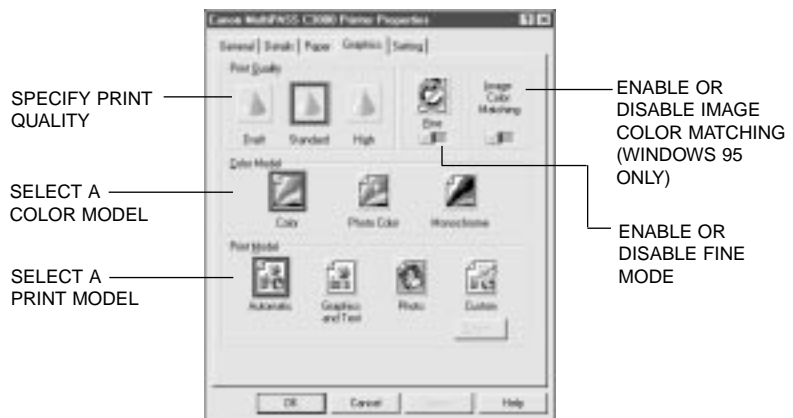 Canon MultiPASS C3000 Printer Properties
General Details Paper Graphics Setting
Print Quality
Draft Standard High
Fine
Image
Color
Matching
Color Model
Color Photo Color Monochrome
Print Model
Automatic Graphics and Text Photo Custom
OK Cancel Help
SPECIFY PRINT
QUALITY
SELECT A
COLOR MODEL
SELECT A
PRINT MODEL
ENABLE OR
DISABLE IMAGE
COLOR MATCHING
(WINDOWS 95
ONLY)
ENABLE OR
DISABLE FINE
MODE